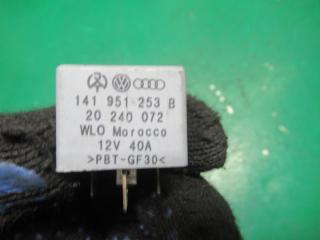 141 951 253 B
20 240 072
WLO Morocco
12V 40A
>PBT-GF30<